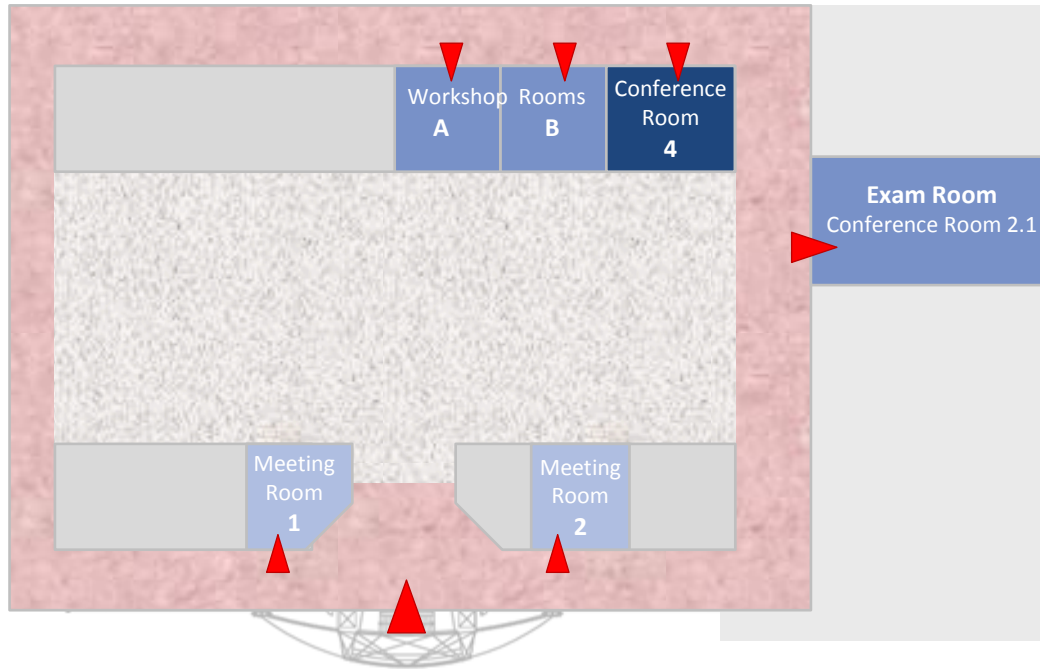 Workshop Rooms
A B
Conference
Room
4
Exam Room
Conference Room 2.1
Meeting
Room
1
Meeting
Room
2